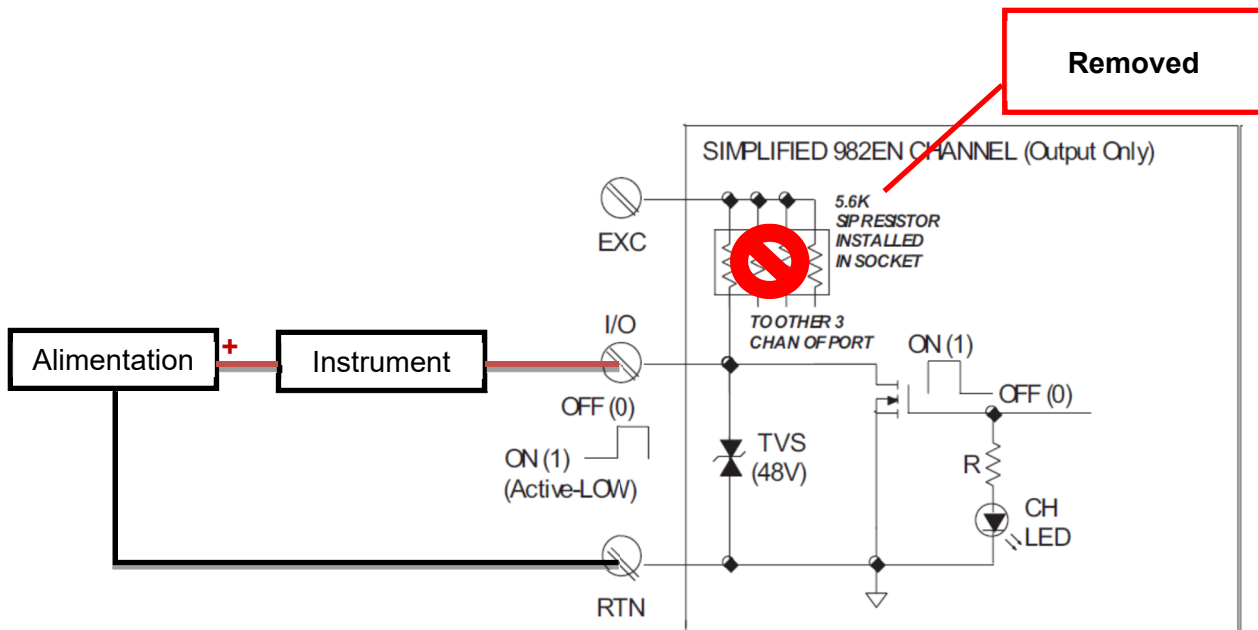 Removed
SIMPLIFIED 982EN CHANNEL (Output Only)
EXC
5.6K
SIP RESISTOR
INSTALLED
IN SOCKET
I/O
TO OTHER 3
CHAN OF PORT
ON (1)
OFF (0)
Alimentation
+
Instrument
OFF (0)
ON (1)
(Active-LOW)
TVS
(48V)
R
CH
LED
RTN